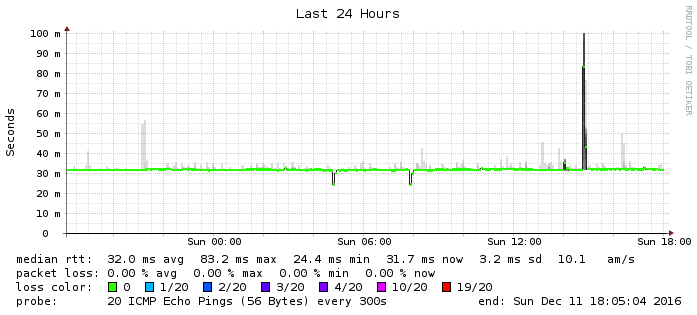 Last 24 Hours
RRDTOOL / TOBI OETIKER
Seconds
100 m
90 m
80 m
70 m
60 m
50 m
40 m
30 m
20 m
10 m
0
Sun 00:00 Sun 06:00 Sun 12:00 Sun 18:00
median rtt: 32.0 ms avg 83.2 ms max 24.4 ms min 31.7 ms now 3.2 ms sd 10.1 am/s
packet loss: 0.00 % avg 0.00 % max 0.00 % min 0.00 % now
loss color: 0 1/20 2/20 3/20 4/20 10/20 19/20
probe: 20 ICMP Echo Pings (56 Bytes) every 300s end: Sun Dec 11 18:05:04 2016